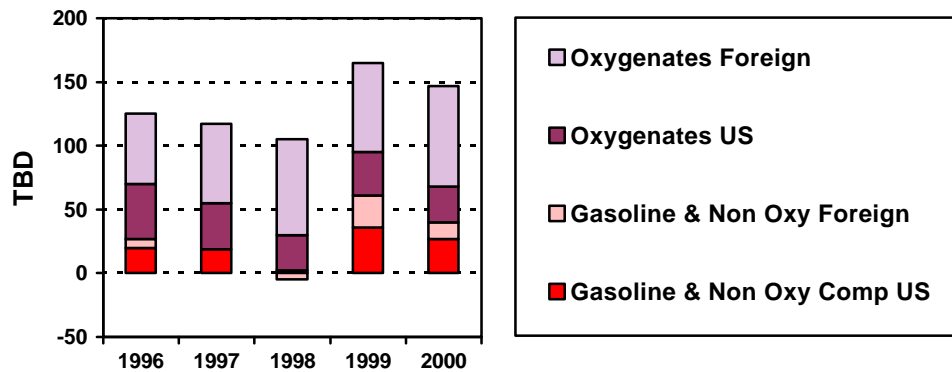 200
150
100
50
0
-50
TBD
1996 1997 1998 1999 2000
Oxygenates Foreign
Oxygenates US
Gasoline & Non Oxy Foreign
Gasoline & Non Oxy Comp US